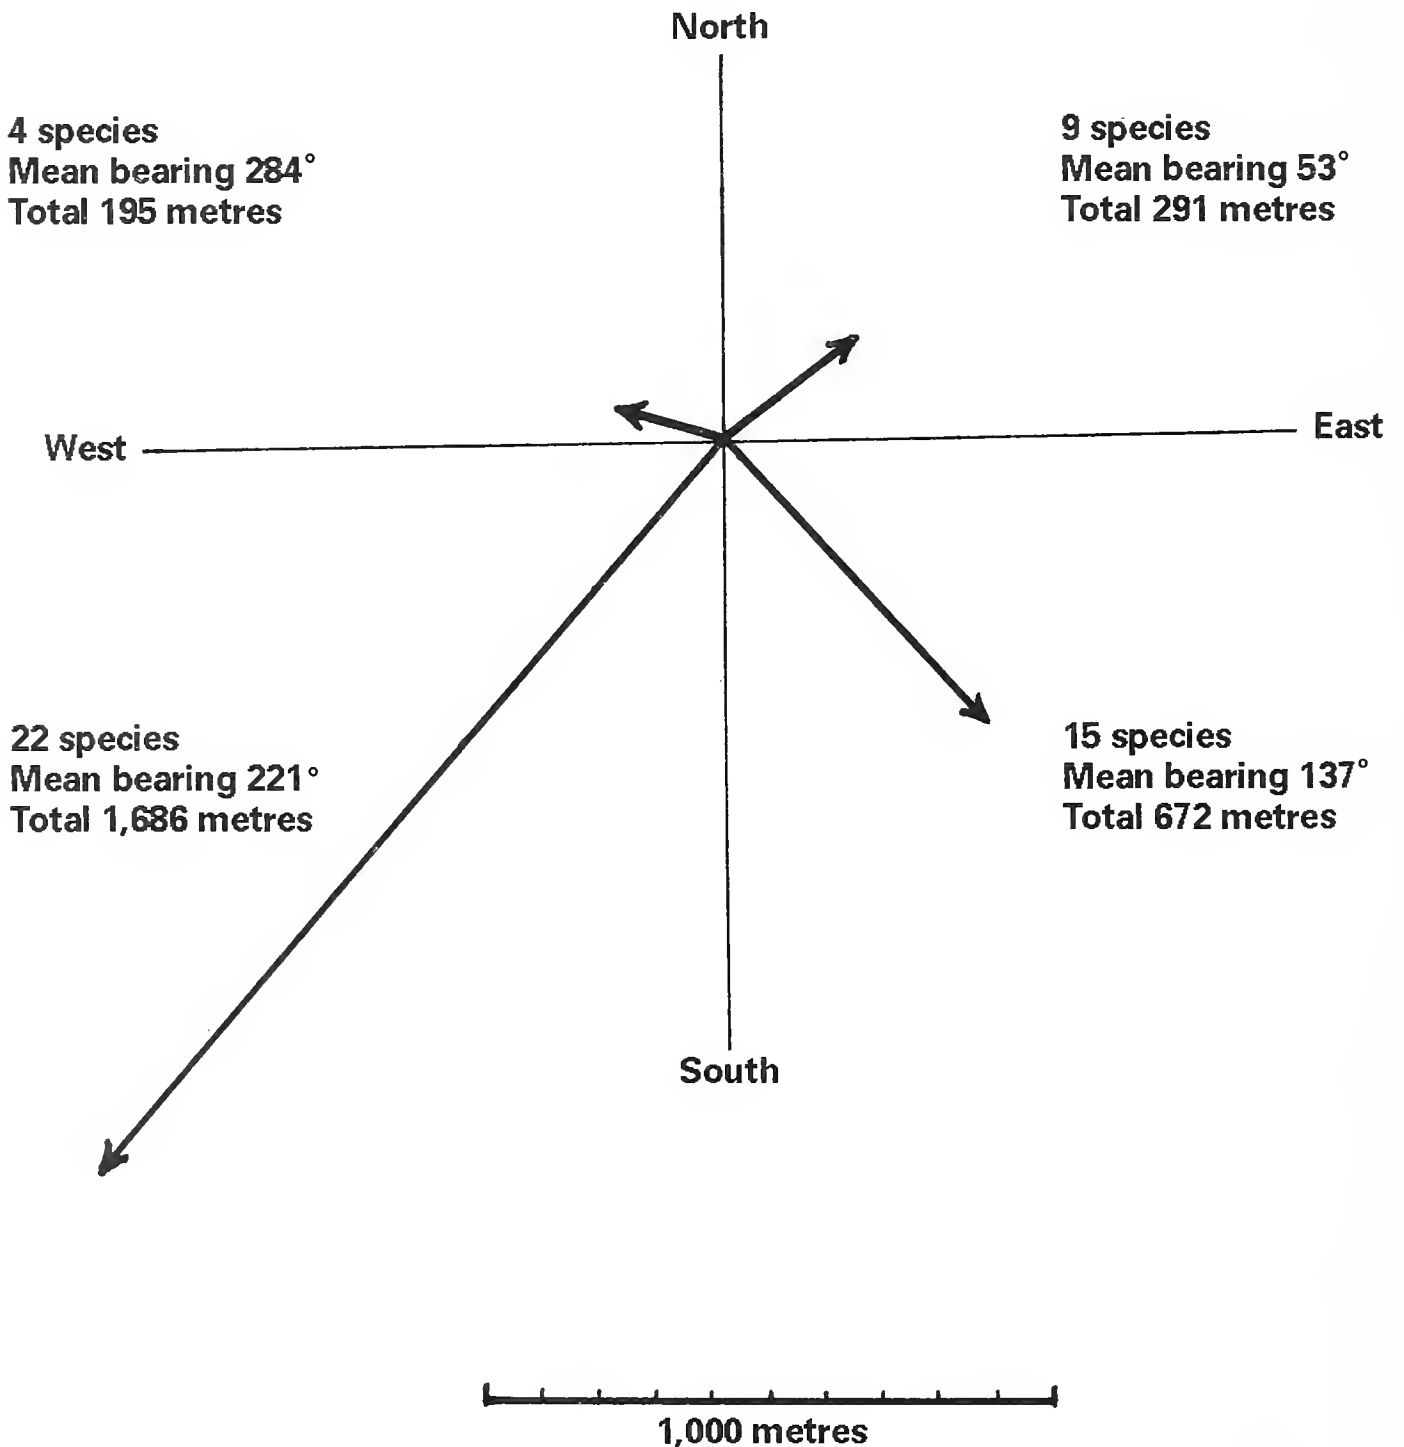 North
4 species
Mean bearing 284°
Total 195 metres
9 species
Mean bearing 53°
Total 291 metres
West
East
22 species
Mean bearing 221°
Total 1,686 metres
15 species
Mean bearing 137°
Total 672 metres
South
1,000 metres